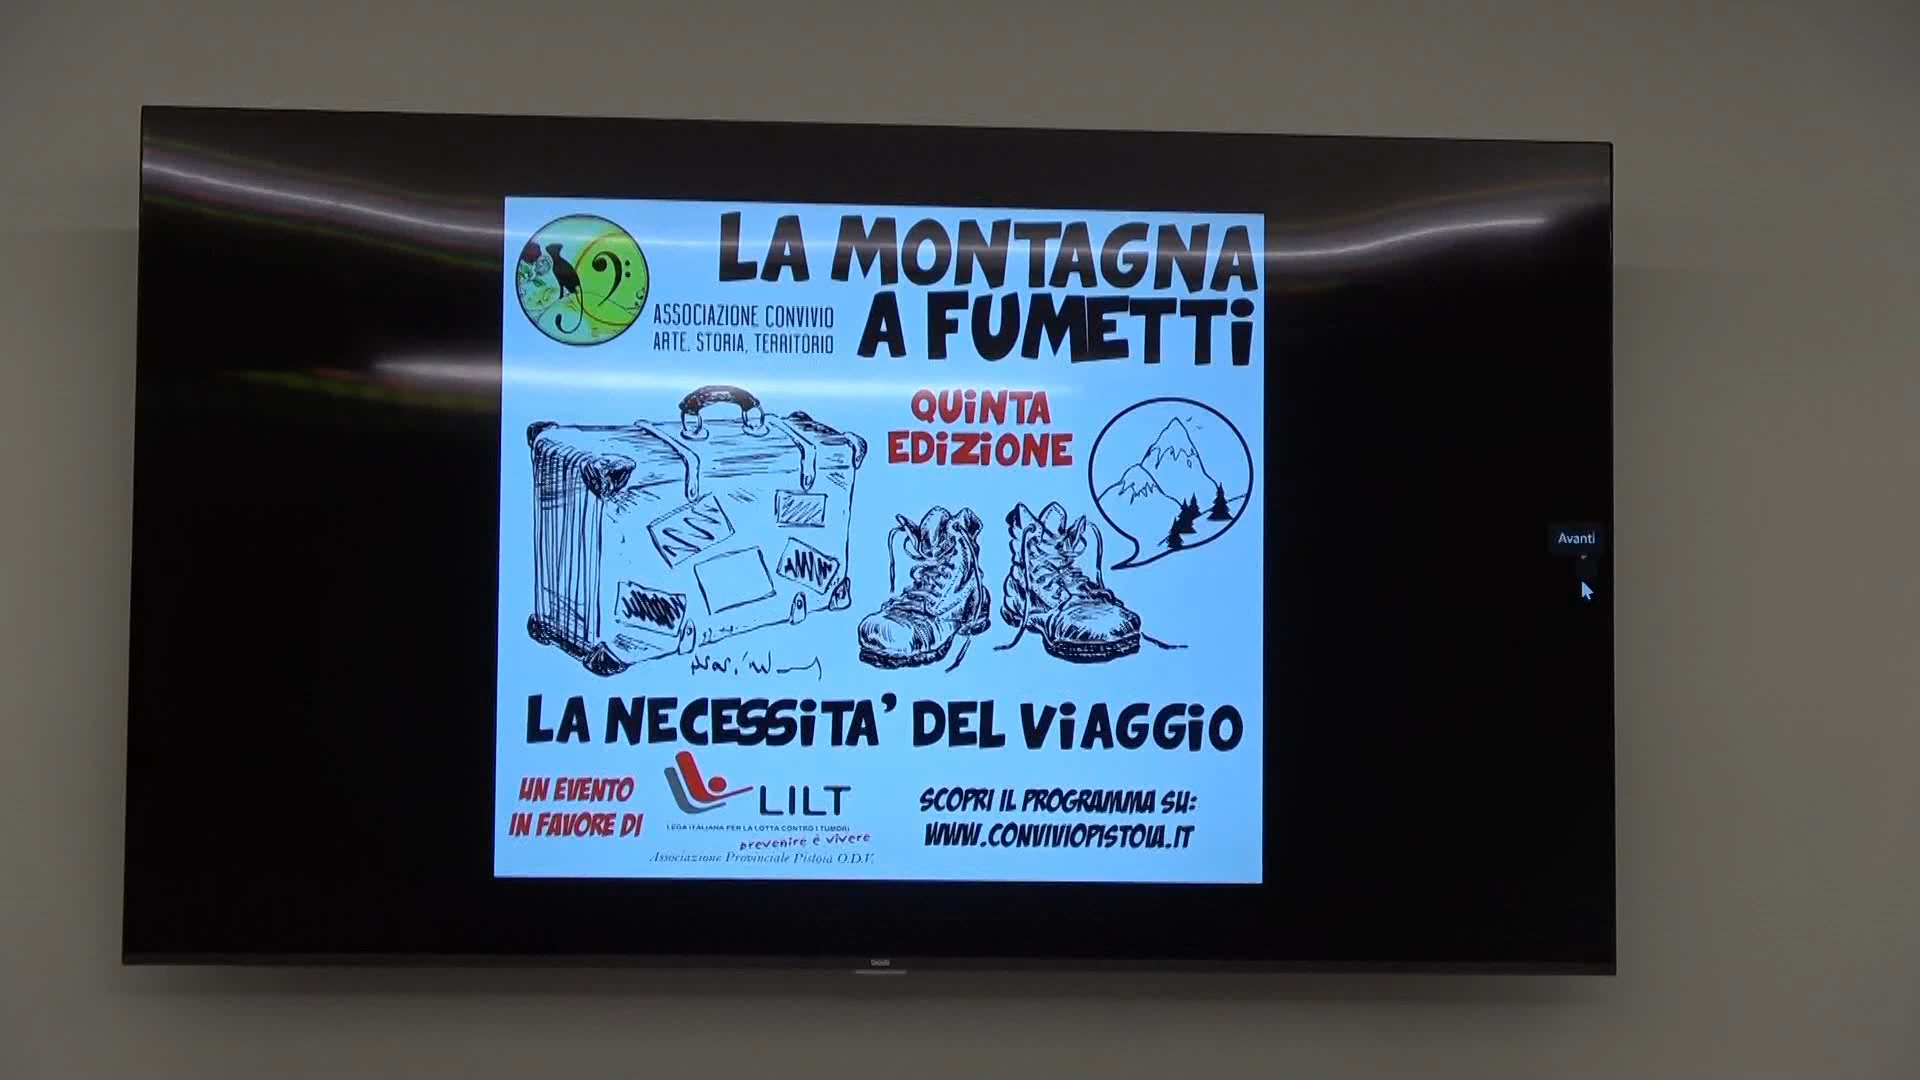 LA MONTAGNA
A FUMETTi
ASSOCIAZIONE CONVIVIO
ARTE, STORIA, TERRITORIO
QUiNTA
EDiZiONE
Avanti
LA NECESSiTA' DEL ViAGGiO
UN EVENTO
IN FAVORE DI
LILT
LEGA ITALIANA PER LA LOTTA CONTRO I TUMORI
prevenire è vivere
Associazione Provinciale Pistoia O.D.V.
SCOPRI IL PROGRAMMA SU:
WWW.CONVIVIOPISTOIA.IT